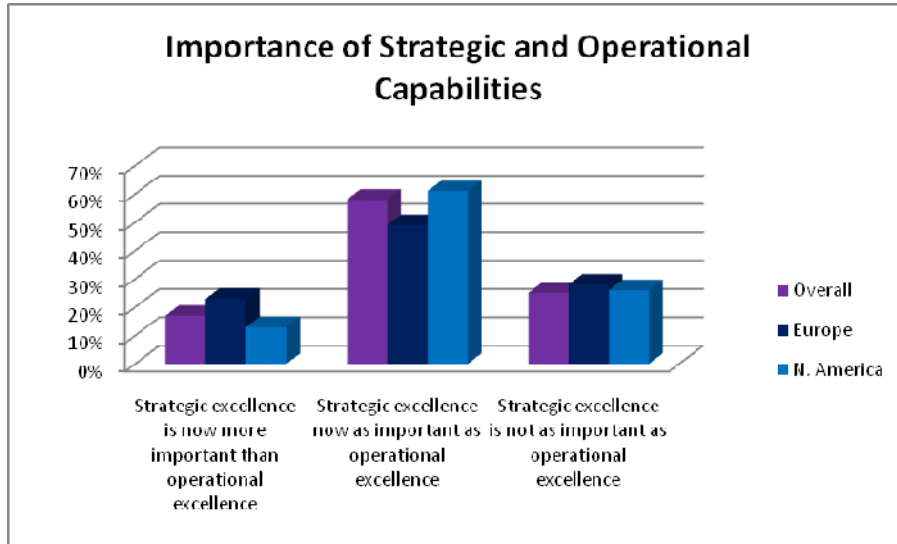 Importance of Strategic and Operational
Capabilities
70%
60%
50%
40%
30%
20%
10%
0%
Overall
Europe
N. America
Strategic excellence
is now more
important than
operational
excellence
Strategic excellence
now as important as
operational
excellence
Strategic excellence
is not as important as
operational
excellence